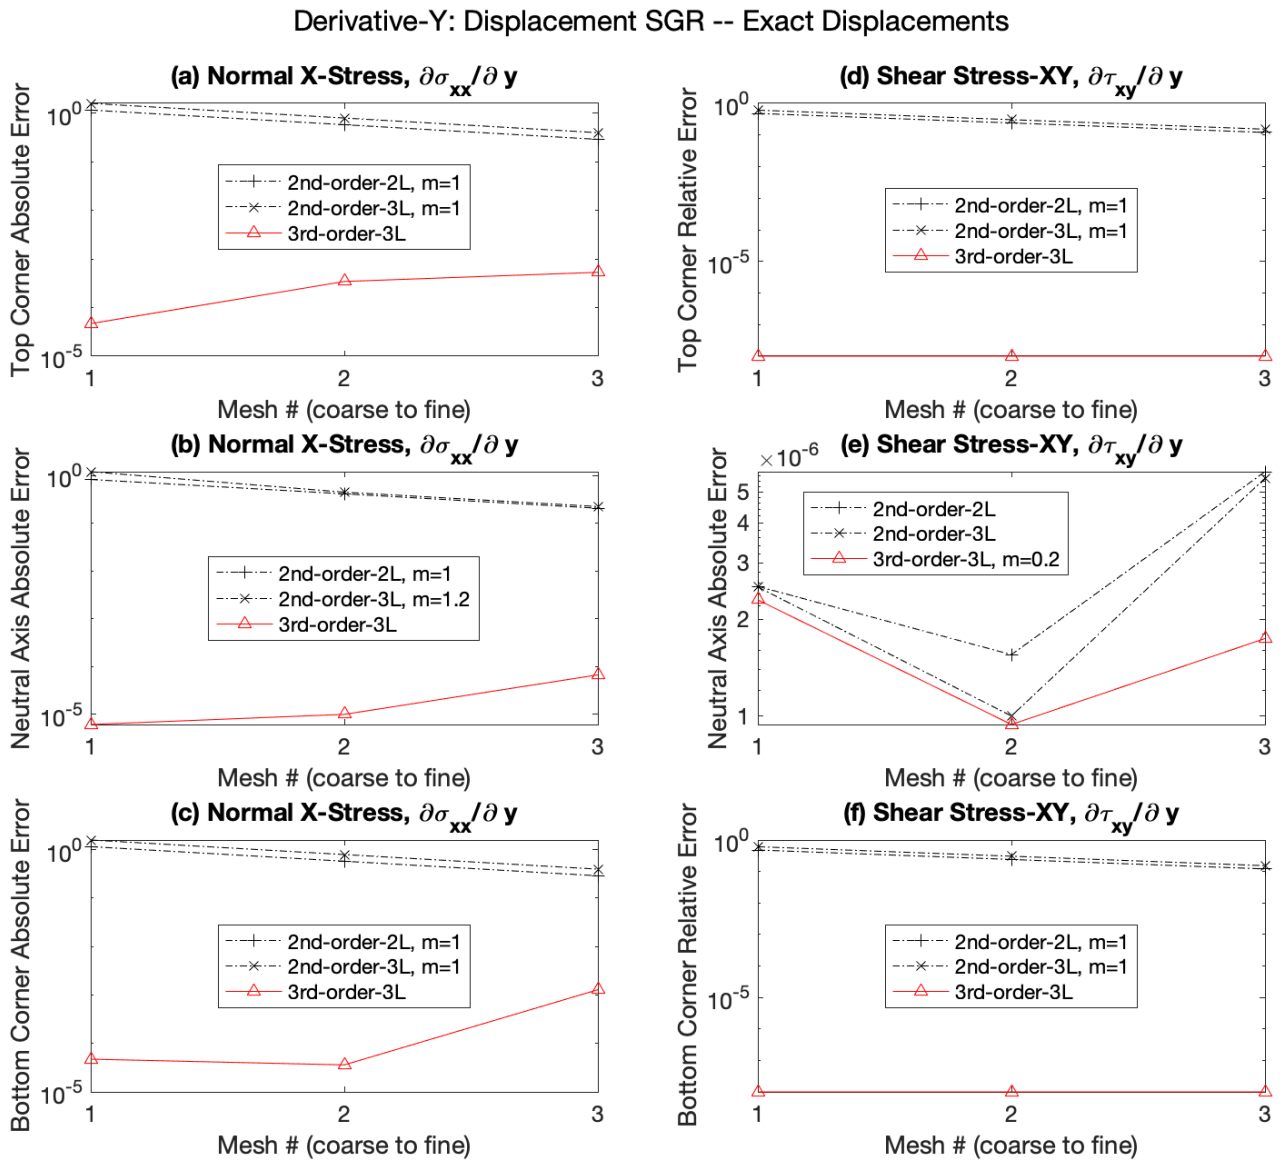 Derivative-Y: Displacement SGR -- Exact Displacements
(a) Normal X-Stress, ∂σxx/∂ y
Top Corner Absolute Error
10^0
10^-5
2nd-order-2L, m=1
2nd-order-3L, m=1
3rd-order-3L
1 2 3
Mesh # (coarse to fine)
(d) Shear Stress-XY, ∂τxy/∂ y
Top Corner Relative Error
10^0
10^-5
2nd-order-2L, m=1
2nd-order-3L, m=1
3rd-order-3L
1 2 3
Mesh # (coarse to fine)
(b) Normal X-Stress, ∂σxx/∂ y
Neutral Axis Absolute Error
10^0
10^-5
2nd-order-2L, m=1
2nd-order-3L, m=1.2
3rd-order-3L
1 2 3
Mesh # (coarse to fine)
(e) Shear Stress-XY, ∂τxy/∂ y
×10^-6
Neutral Axis Absolute Error
5
4
3
2
1
2nd-order-2L
2nd-order-3L
3rd-order-3L, m=0.2
1 2 3
Mesh # (coarse to fine)
(c) Normal X-Stress, ∂σxx/∂ y
Bottom Corner Absolute Error
10^0
10^-5
2nd-order-2L, m=1
2nd-order-3L, m=1
3rd-order-3L
1 2 3
Mesh # (coarse to fine)
(f) Shear Stress-XY, ∂τxy/∂ y
Bottom Corner Relative Error
10^0
10^-5
2nd-order-2L, m=1
2nd-order-3L, m=1
3rd-order-3L
1 2 3
Mesh # (coarse to fine)